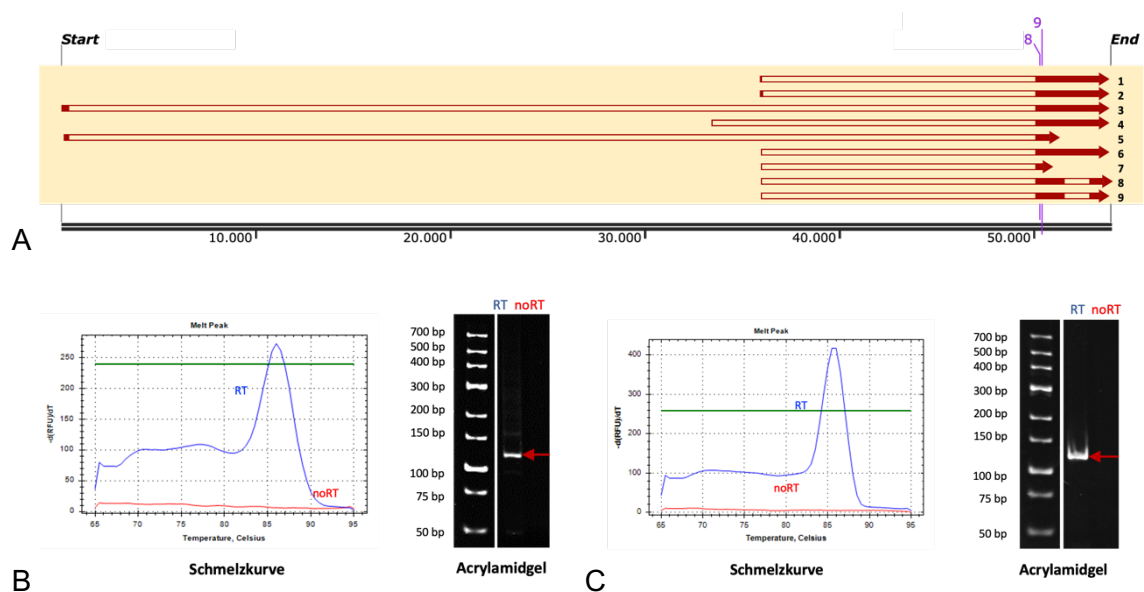 Start
9
8
End
1
2
3
4
5
6
7
8
9
A
10.000
20.000
30.000
40.000
50.000
Melt Peak
-d(RFU)/dT
250
200
150
100
50
0
RT
noRT
65 70 75 80 85 90 95
Temperature, Celsius
Schmelzkurve
B
RT noRT
700 bp
500 bp
400 bp
300 bp
200 bp
150 bp
100 bp
75 bp
50 bp
Acrylamidgel
Melt Peak
-d(RFU)/dT
400
300
200
100
0
RT
noRT
65 70 75 80 85 90 95
Temperature, Celsius
Schmelzkurve
C
RT noRT
700 bp
500 bp
400 bp
300 bp
200 bp
150 bp
100 bp
75 bp
50 bp
Acrylamidgel